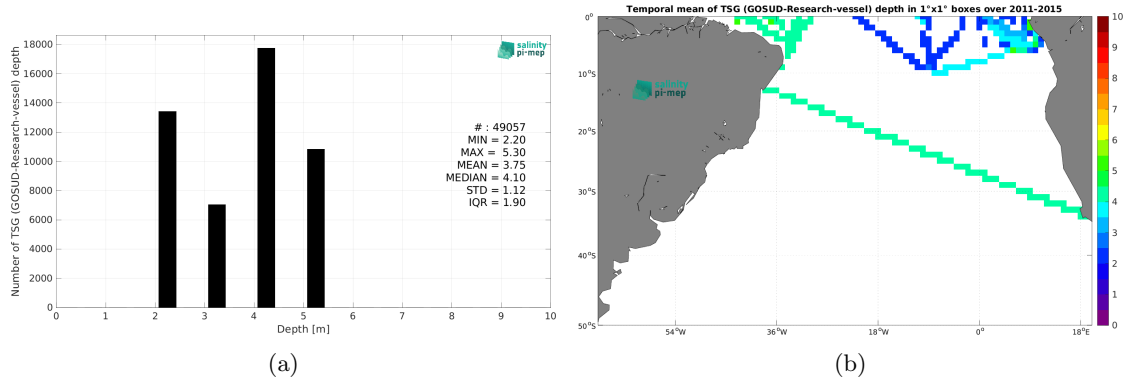 18000
16000
14000
12000
10000
8000
6000
4000
2000
0
Number of TSG (GOSUD-Research-vessel) depth
salinity
pi-mep
# : 49057
MIN = 2.20
MAX = 5.30
MEAN = 3.75
MEDIAN = 4.10
STD = 1.12
IQR = 1.90
0 1 2 3 4 5 6 7 8 9 10
Depth [m]
(a)
Temporal mean of TSG (GOSUD-Research-vessel) depth in 1°x1° boxes over 2011-2015
0°
10°S
20°S
30°S
40°S
50°S
salinity
pi-mep
54°W 36°W 18°W 0° 18°E
10
9
8
7
6
5
4
3
2
1
0
(b)